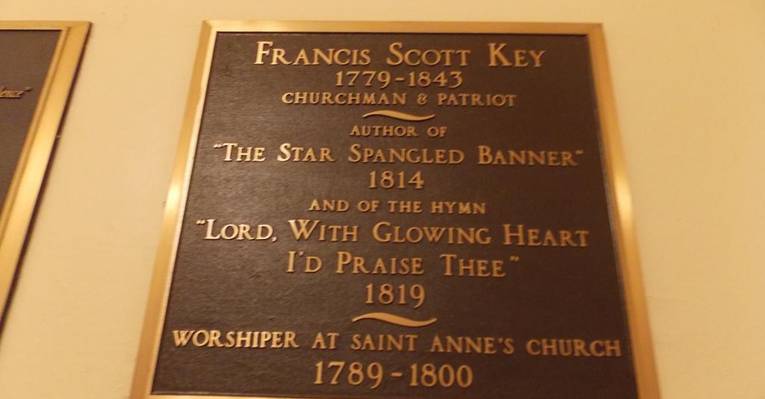 FRANCIS SCOTT KEY
1779-1843
CHURCHMAN & PATRIOT
AUTHOR OF
"THE STAR SPANGLED BANNER"
1814
AND OF THE HYMN
"LORD, WITH GLOWING HEART
I'D PRAISE THEE"
1819
WORSHIPER AT SAINT ANNE'S CHURCH
1789-1800